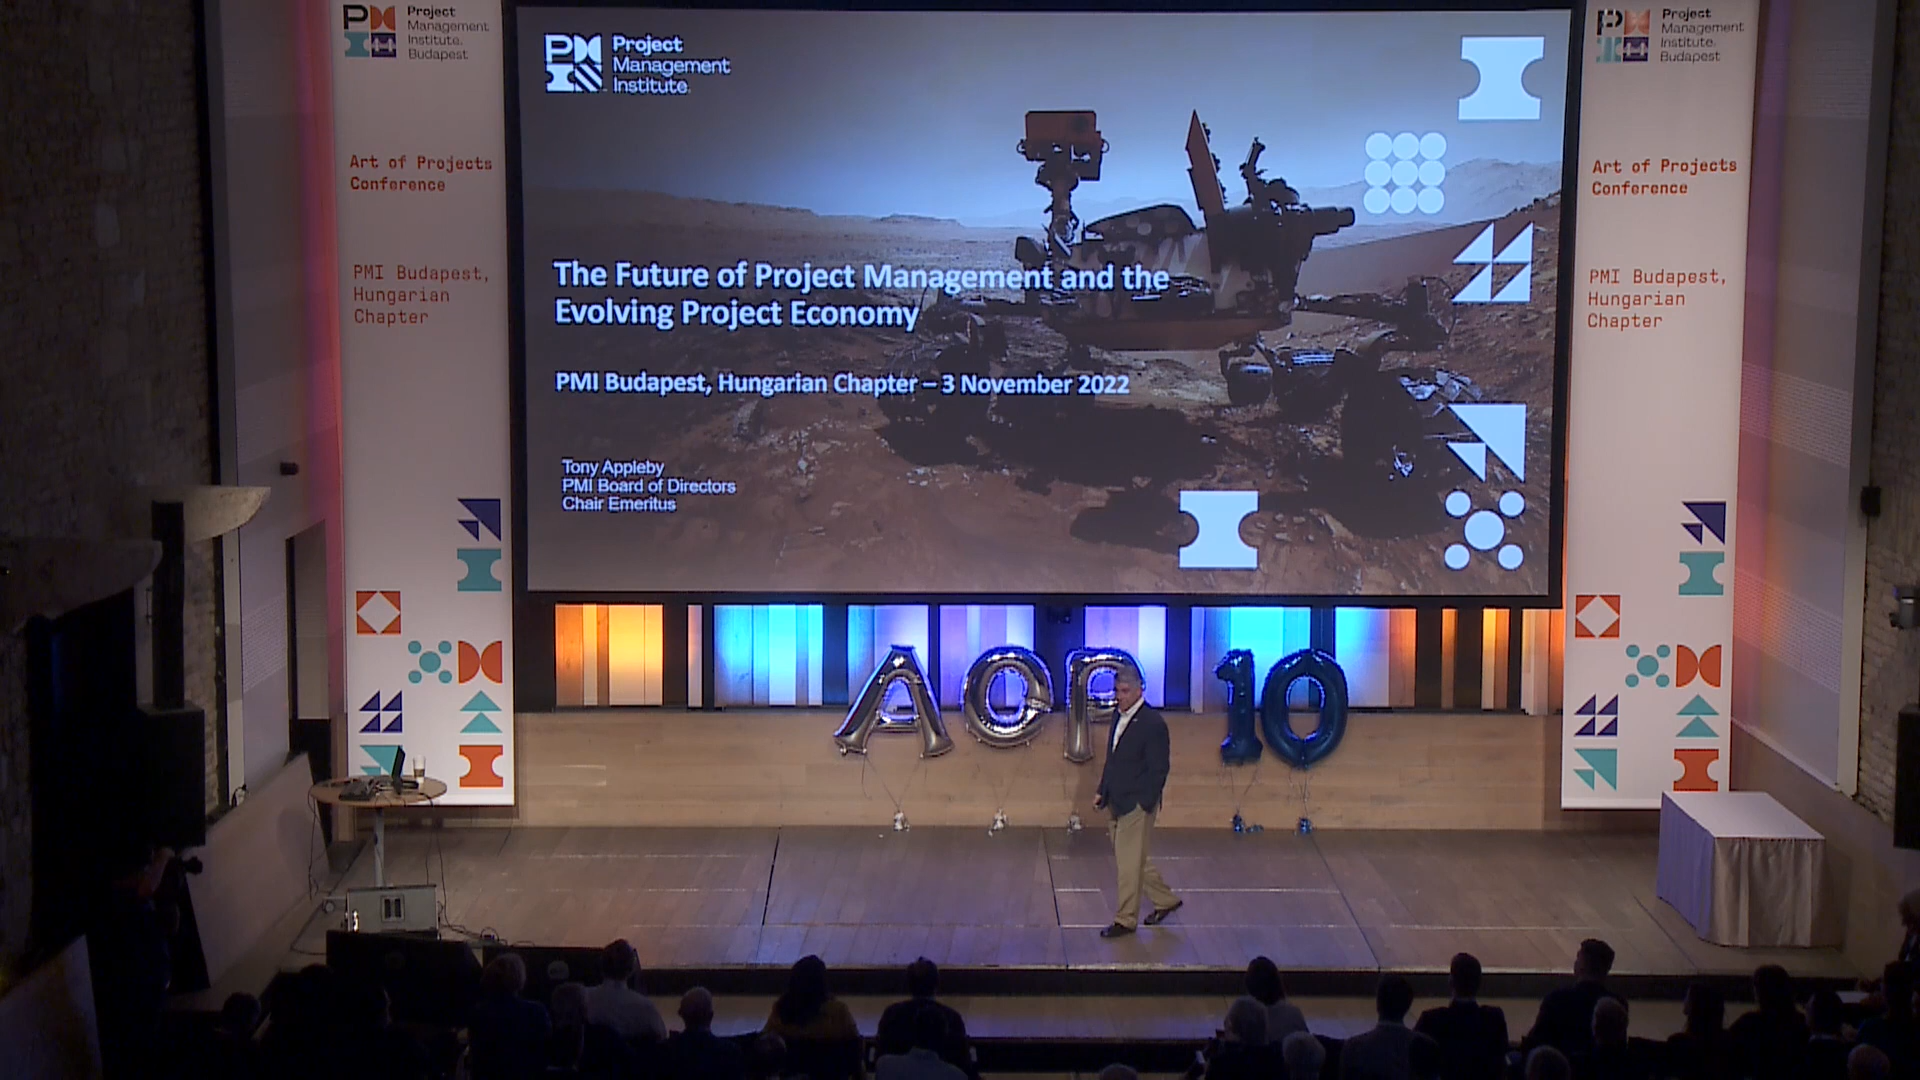 Project
Management
Institute.
Budapest
Art of Projects
Conference
PMI Budapest,
Hungarian
Chapter
Project
Management
Institute.
The Future of Project Management and the
Evolving Project Economy
PMI Budapest, Hungarian Chapter – 3 November 2022
Tony Appleby
PMI Board of Directors
Chair Emeritus
Project
Management
Institute.
Budapest
Art of Projects
Conference
PMI Budapest,
Hungarian
Chapter
AOP 10